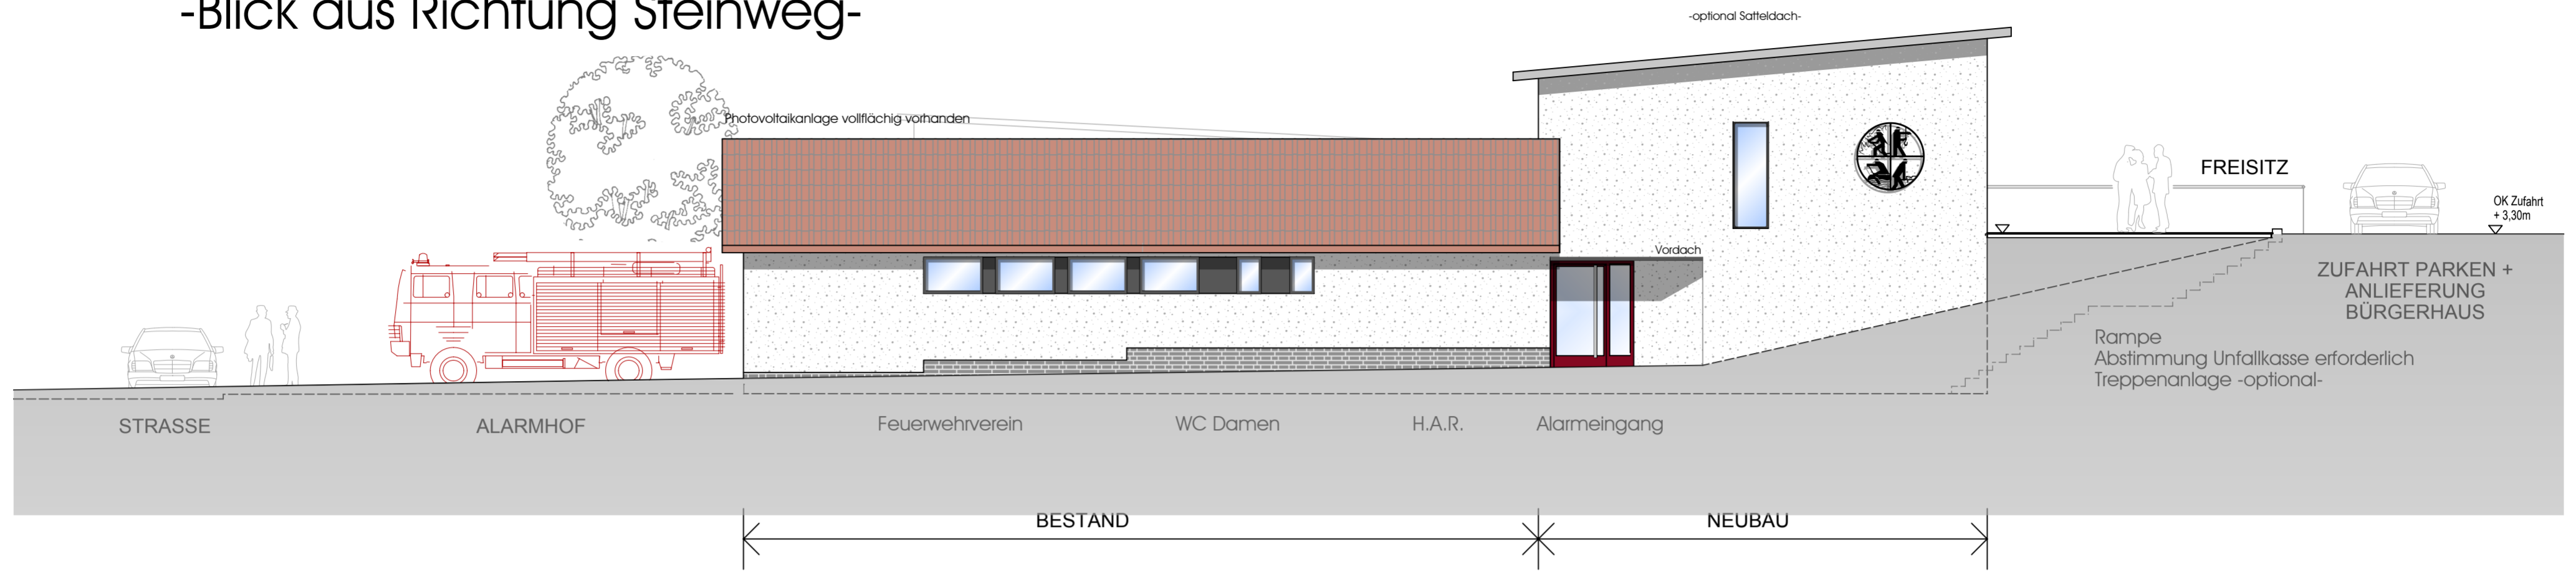 -Blick aus Richtung Steinweg-
-optional Satteldach-
Photovoltaikanlage vollflächig vorhanden
FREISITZ
OK Zufahrt
+ 3,30m
Vordach
ZUFAHRT PARKEN +
ANLIEFERUNG
BÜRGERHAUS
Rampe
Abstimmung Unfallkasse erforderlich
Treppenanlage -optional-
STRASSE
ALARMHOF
Feuerwehrverein
WC Damen
H.A.R.
Alarmeingang
BESTAND
NEUBAU